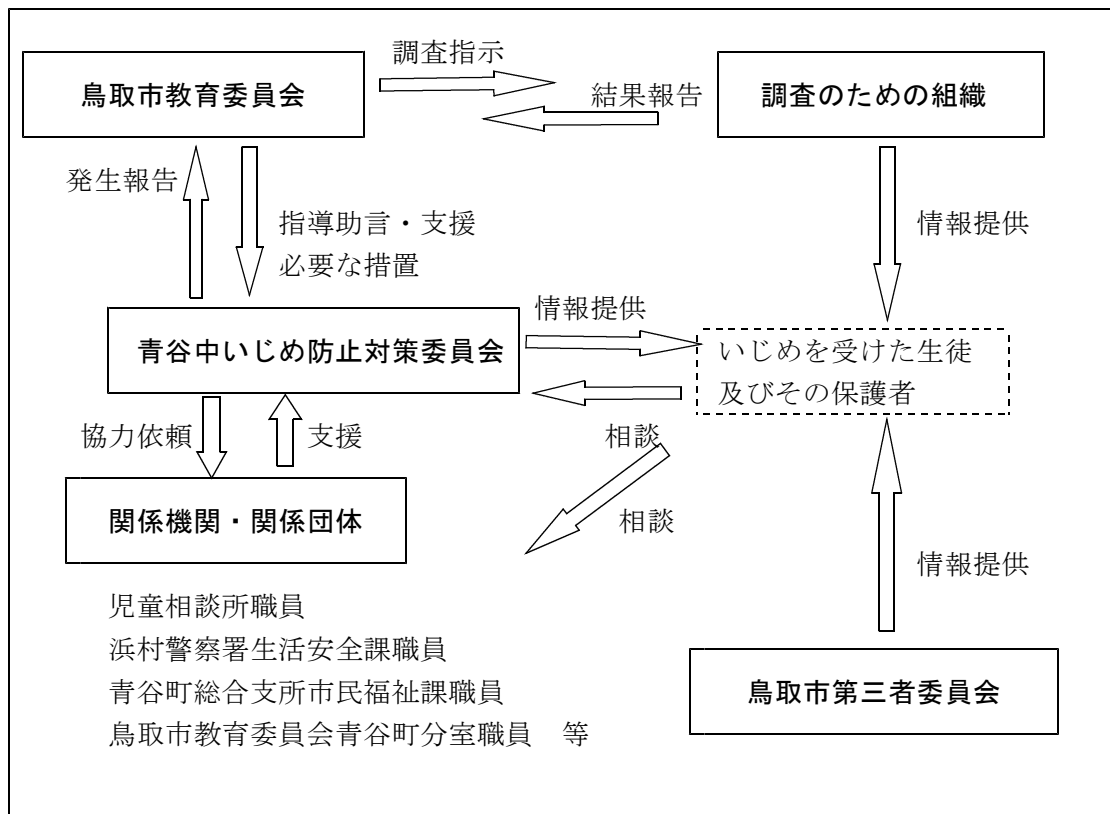 調査指示
鳥取市教育委員会
結果報告
調査のための組織
発生報告
指導助言・支援
必要な措置
情報提供
情報提供
青谷中いじめ防止対策委員会
いじめを受けた生徒
及びその保護者
協力依頼
支援
相談
関係機関・関係団体
相談
情報提供
児童相談所職員
浜村警察署生活安全課職員
青谷町総合支所市民福祉課職員
鳥取市教育委員会青谷町分室職員　等
鳥取市第三者委員会